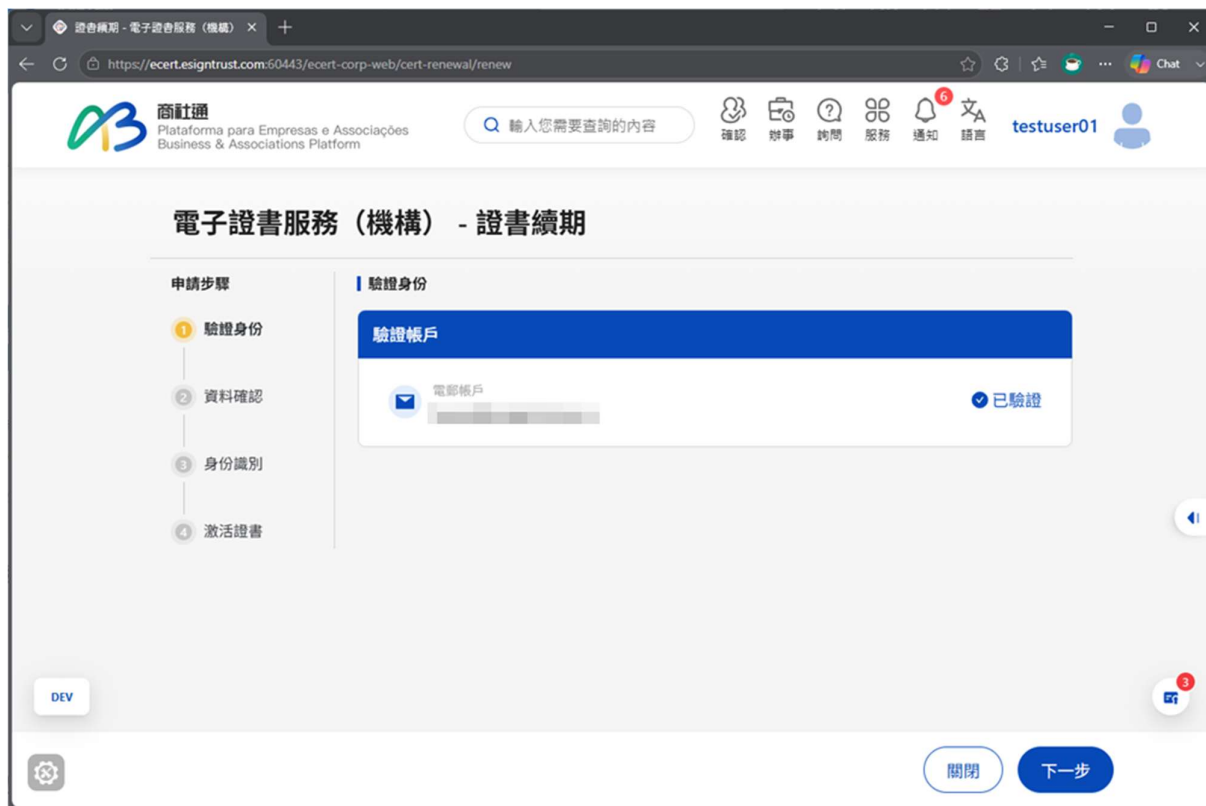 證書續期 - 電子證書服務（機構）
https://ecert.esigntrust.com:60443/ecert-corp-web/cert-renewal/renew
Chat
商社通
Plataforma para Empresas e Associações
Business & Associations Platform
輸入您需要查詢的內容
確認
辦事
詢問
服務
6
通知
語言
testuser01
電子證書服務（機構） - 證書續期
申請步驟
1 驗證身份
2 資料確認
3 身份識別
4 激活證書
驗證身份
驗證帳戶
電郵帳戶
已驗證
DEV
3
關閉
下一步